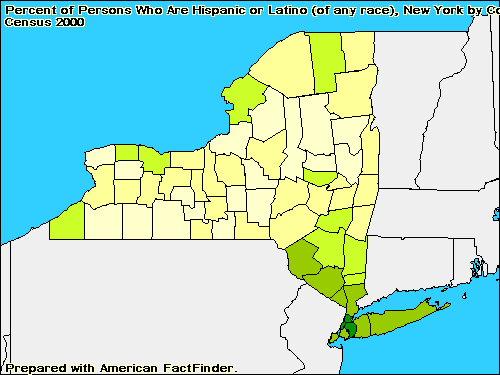 Percent of Persons Who Are Hispanic or Latino (of any race), New York by Co
Census 2000
Prepared with American FactFinder.